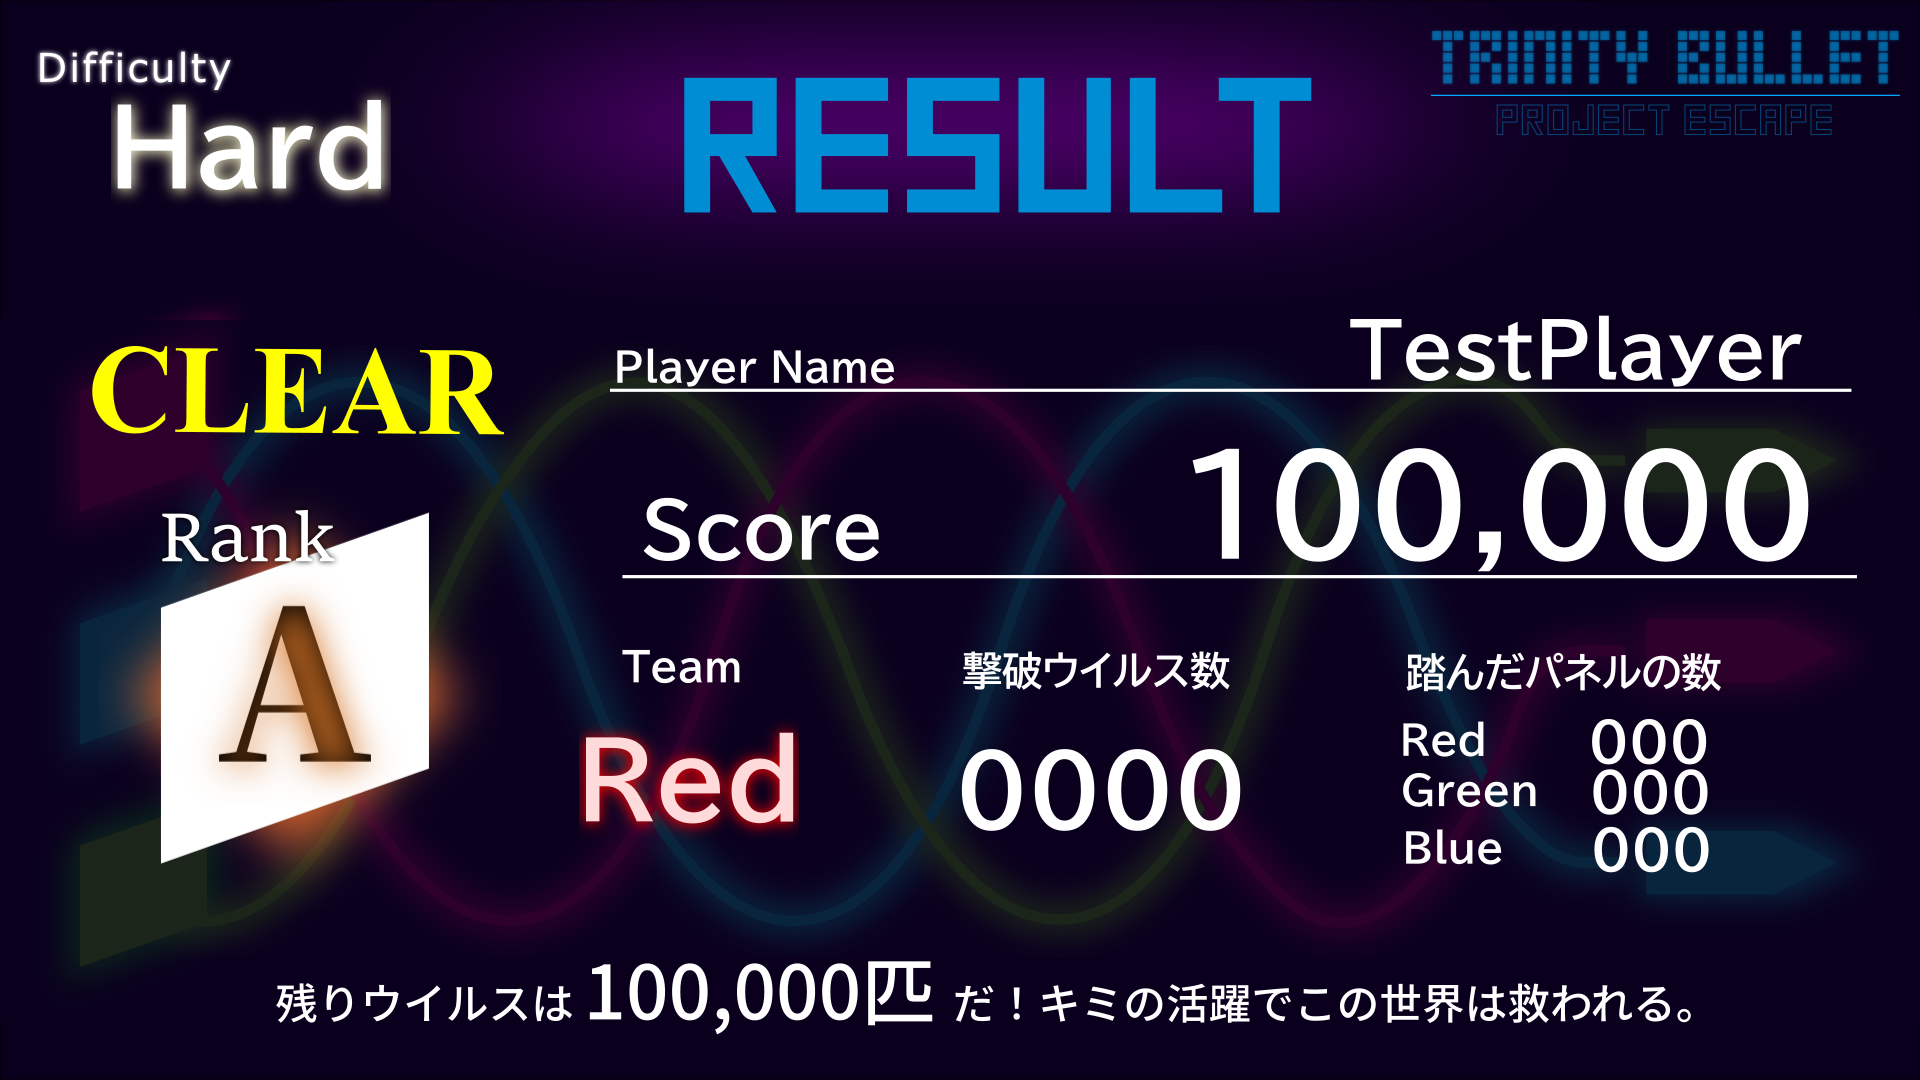 Difficulty
Hard
RESULT
TRINITY BULLET
PROJECT ESCAPE
CLEAR
Player Name TestPlayer
Score 100,000
Rank
A
Team
Red
撃破ウイルス数
0000
踏んだパネルの数
Red 000
Green 000
Blue 000
残りウイルスは 100,000匹 だ！キミの活躍でこの世界は救われる。